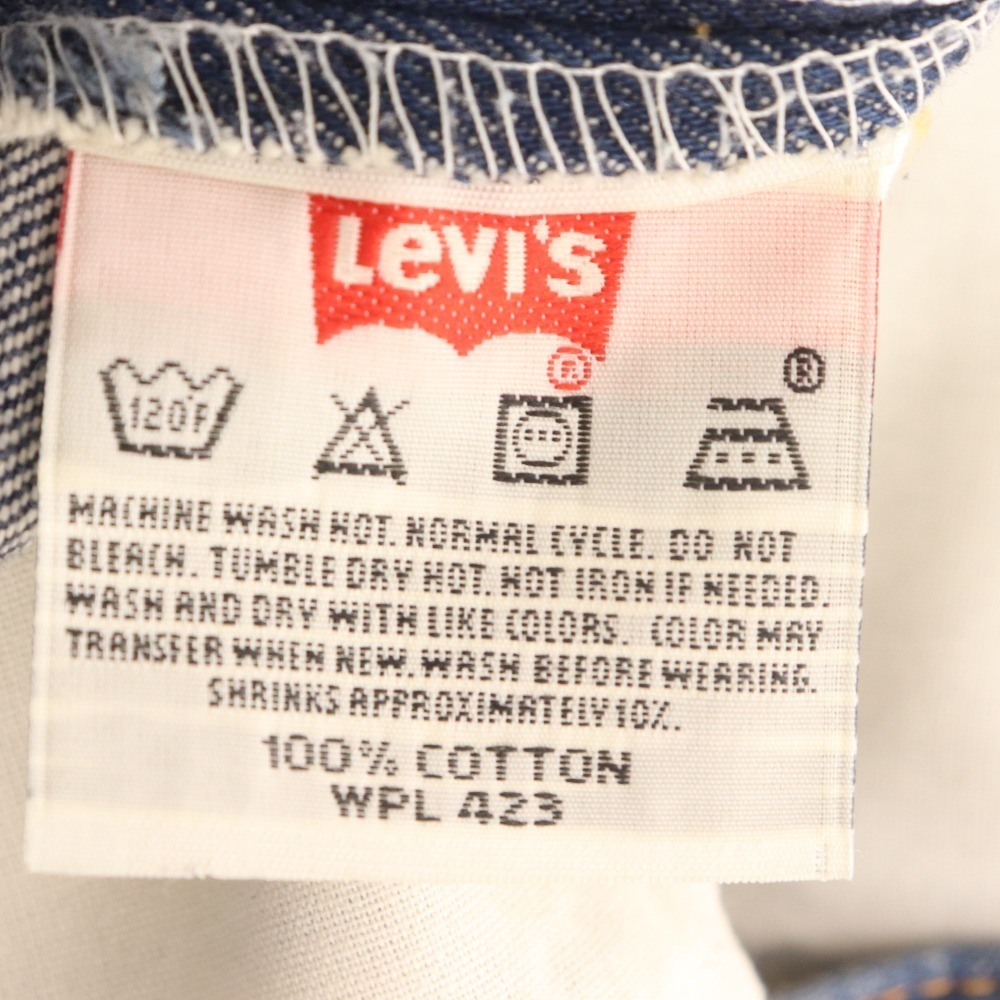 Levi's
®
®
120F
MACHINE WASH HOT. NORMAL CYCLE. DO NOT
BLEACH. TUMBLE DRY HOT. HOT IRON IF NEEDED.
WASH AND DRY WITH LIKE COLORS. COLOR MAY
TRANSFER WHEN NEW. WASH BEFORE WEARING.
SHRINKS APPROXIMATELY 10%.
100% COTTON
WPL 423